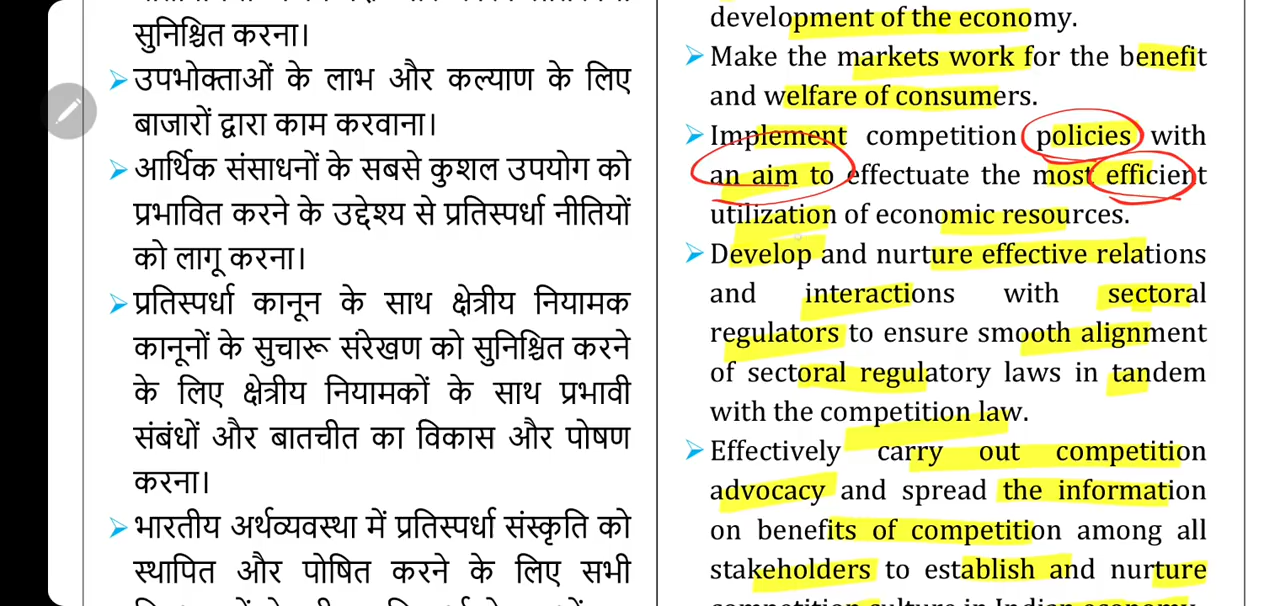 सुनिश्चित करना।
➢ उपभोक्ताओं के लाभ और कल्याण के लिए
बाजारों द्वारा काम करवाना।
➢ आर्थिक संसाधनों के सबसे कुशल उपयोग को
प्रभावित करने के उद्देश्य से प्रतिस्पर्धा नीतियों
को लागू करना।
➢ प्रतिस्पर्धा कानून के साथ क्षेत्रीय नियामक
कानूनों के सुचारू संरेखण को सुनिश्चित करने
के लिए क्षेत्रीय नियामकों के साथ प्रभावी
संबंधों और बातचीत का विकास और पोषण
करना।
➢ भारतीय अर्थव्यवस्था में प्रतिस्पर्धा संस्कृति को
स्थापित और पोषित करने के लिए सभी
development of the economy.
➢ Make the markets work for the benefit
and welfare of consumers.
➢ Implement competition policies with
an aim to effectuate the most efficient
utilization of economic resources.
➢ Develop and nurture effective relations
and interactions with sectoral
regulators to ensure smooth alignment
of sectoral regulatory laws in tandem
with the competition law.
➢ Effectively carry out competition
advocacy and spread the information
on benefits of competition among all
stakeholders to establish and nurture
competition culture in Indian economy.